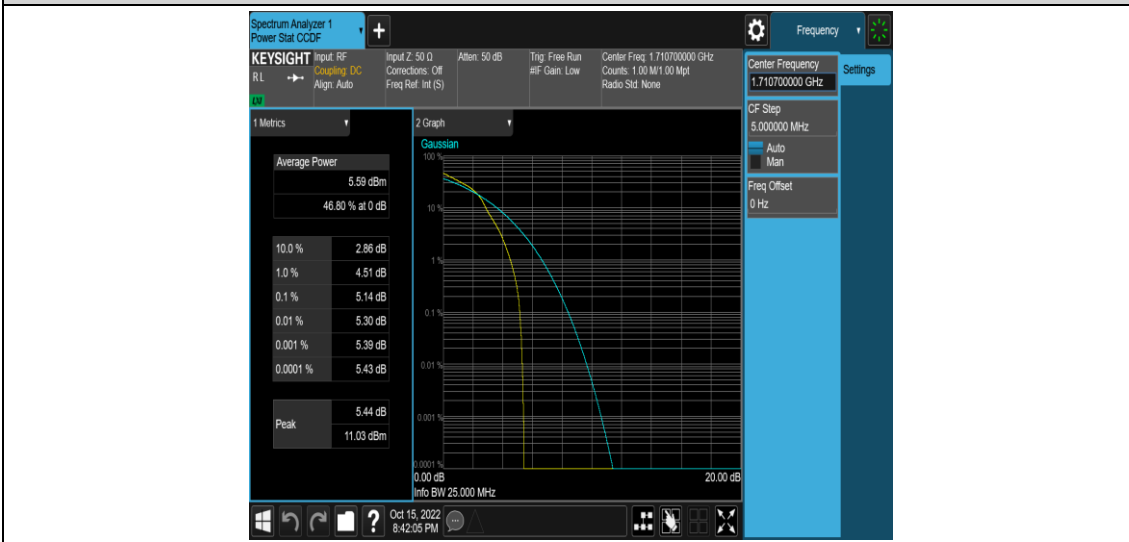 Spectrum Analyzer 1
Power Stat CCDF
+
Frequency
KEYSIGHT
RL
LXI
Input: RF
Coupling: DC
Align: Auto
Input Z: 50 Ω
Corrections: Off
Freq Ref: Int (S)
Atten: 50 dB
Trig: Free Run
#IF Gain: Low
Center Freq: 1.710700000 GHz
Counts: 1.00 M/1.00 Mpt
Radio Std: None
Center Frequency
1.710700000 GHz
Settings
CF Step
5.000000 MHz
Auto
Man
Freq Offset
0 Hz
1 Metrics
Average Power
5.59 dBm
46.80 % at 0 dB
10.0 % 2.86 dB
1.0 % 4.51 dB
0.1 % 5.14 dB
0.01 % 5.30 dB
0.001 % 5.39 dB
0.0001 % 5.43 dB
Peak
5.44 dB
11.03 dBm
2 Graph
Gaussian
100 %
10 %
1 %
0.1 %
0.01 %
0.001 %
0.0001 %
0.00 dB 20.00 dB
Info BW 25.000 MHz
?
Oct 15, 2022
8:42:05 PM